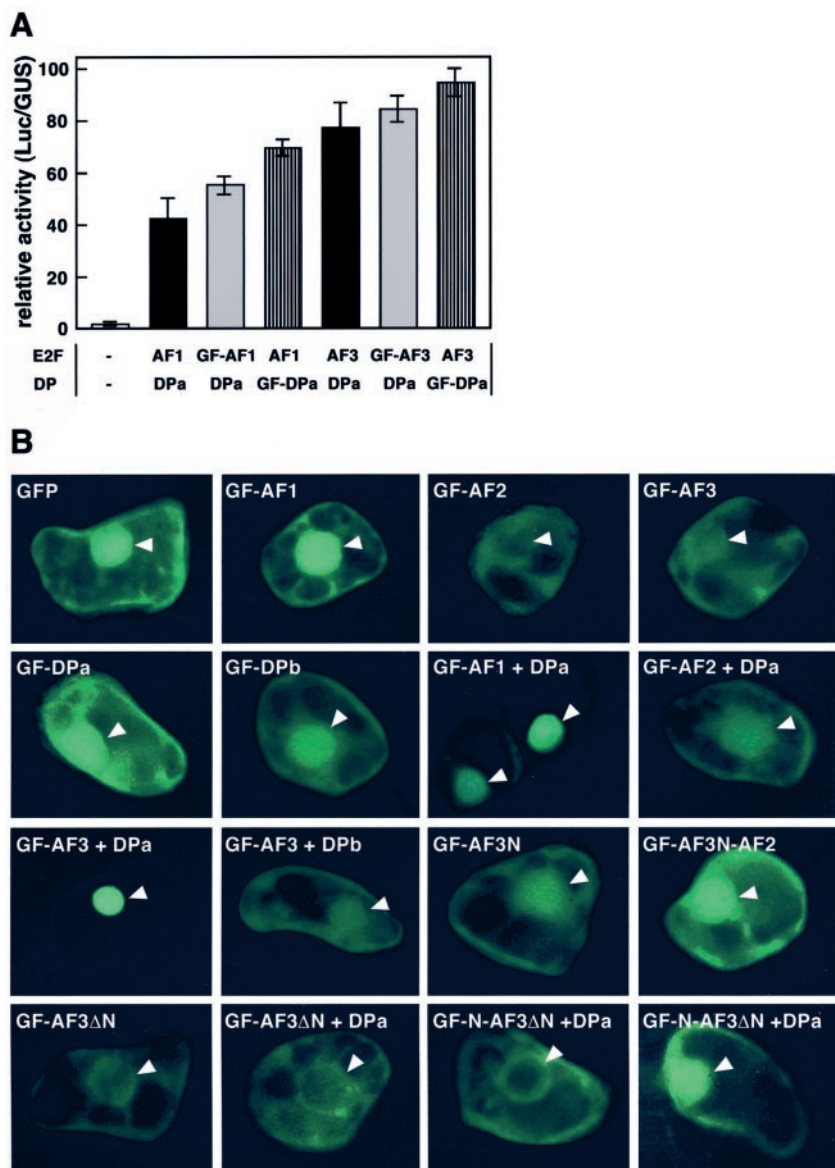 A
relative activity (Luc/GUS)
100
80
60
40
20
0
E2F - AF1 GF-AF1 AF1 AF3 GF-AF3 AF3
DP - DPa DPa GF-DPa DPa DPa GF-DPa
B
GFP GF-AF1 GF-AF2 GF-AF3
GF-DPa GF-DPb GF-AF1 + DPa GF-AF2 + DPa
GF-AF3 + DPa GF-AF3 + DPb GF-AF3N GF-AF3N-AF2
GF-AF3ΔN GF-AF3ΔN + DPa GF-N-AF3ΔN +DPa GF-N-AF3ΔN +DPa